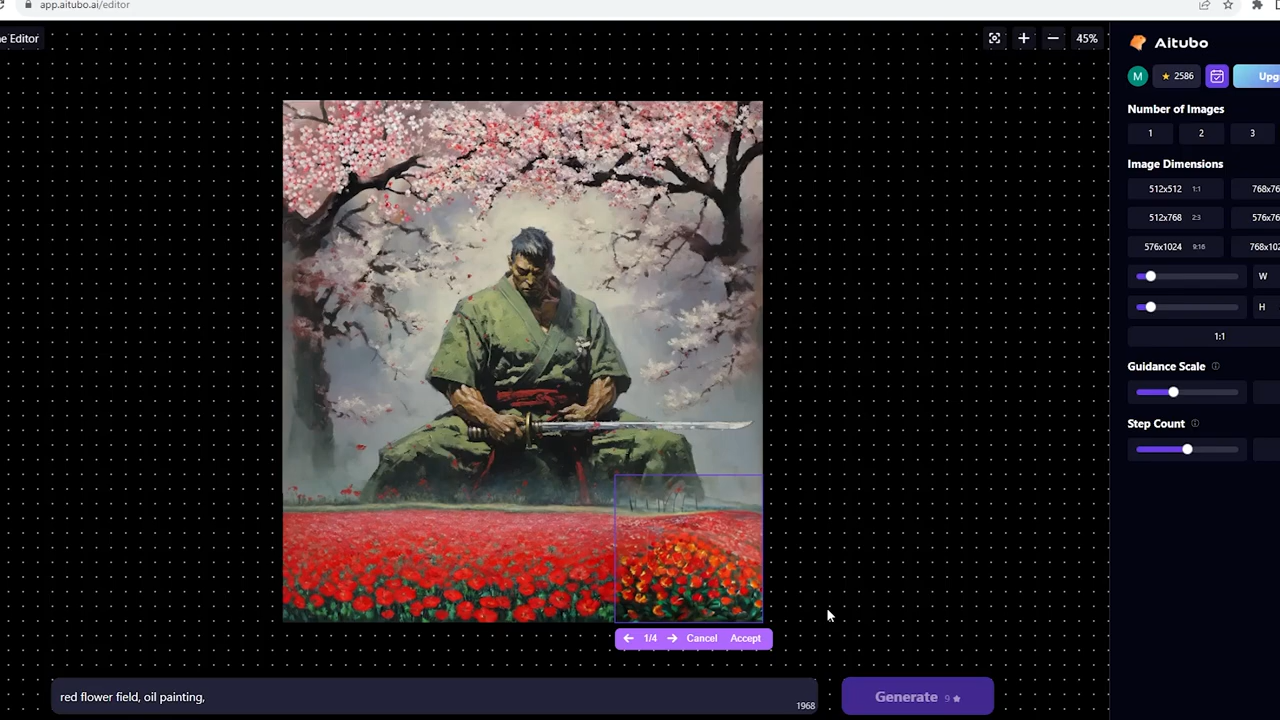 app.aitubo.ai/editor
e Editor
45%
Aitubo
M
2586
Upg
Number of Images
1 2 3
Image Dimensions
512x512 1:1 768x76
512x768 2:3 576x76
576x1024 9:16 768x102
W
H
1:1
Guidance Scale
Step Count
1/4 Cancel Accept
red flower field, oil painting,
1968
Generate 9